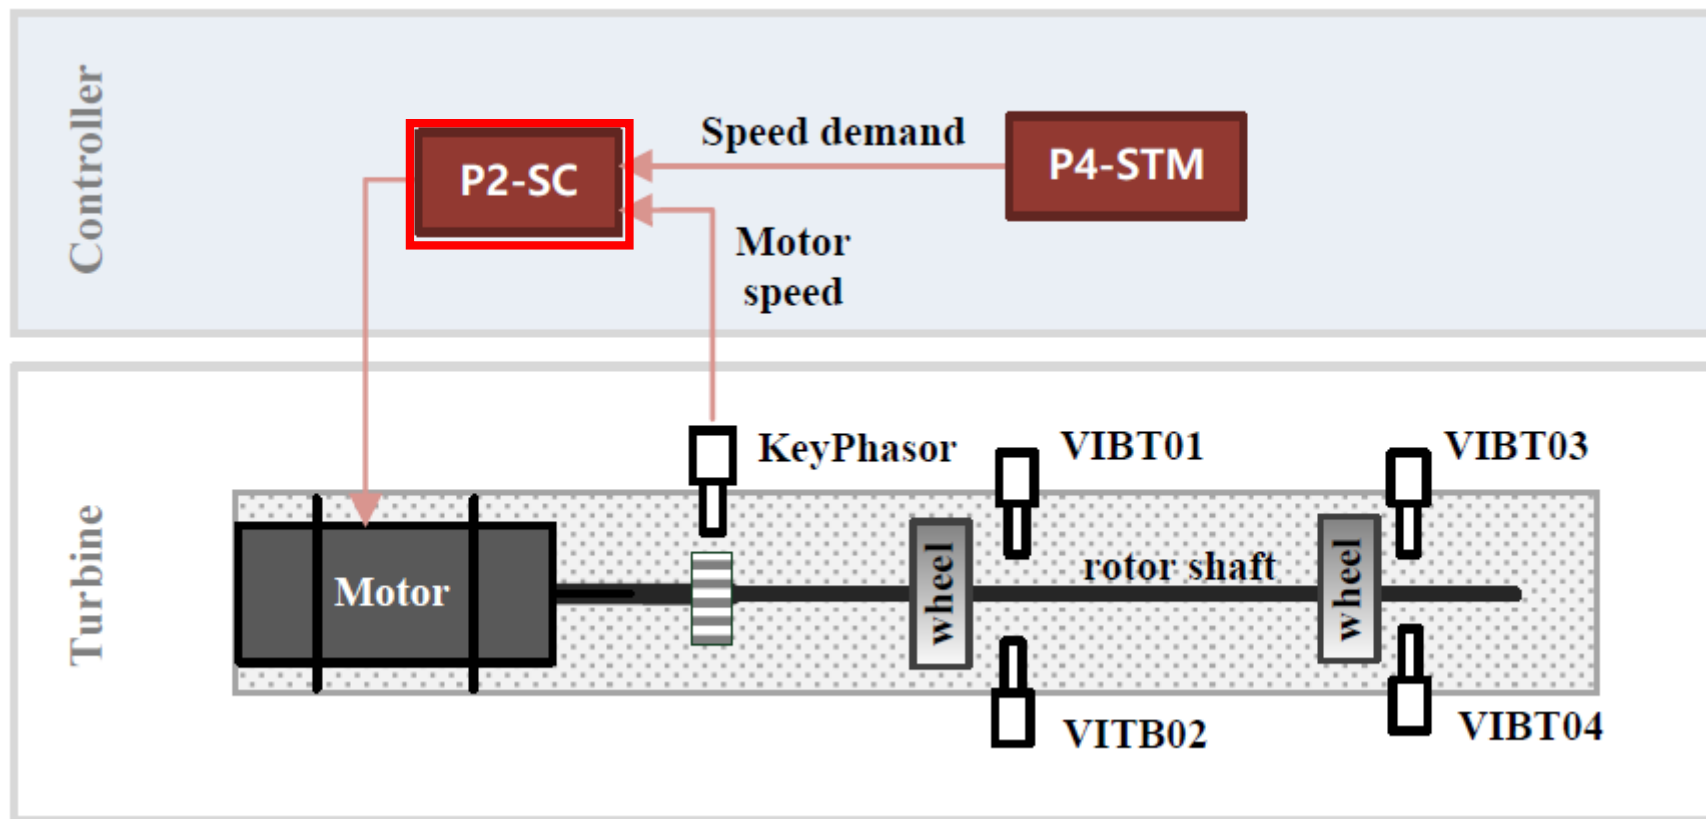 Controller
P2-SC
Speed demand
P4-STM
Motor
speed
Turbine
KeyPhasor
VIBT01
VIBT03
Motor
wheel
rotor shaft
wheel
VITB02
VIBT04